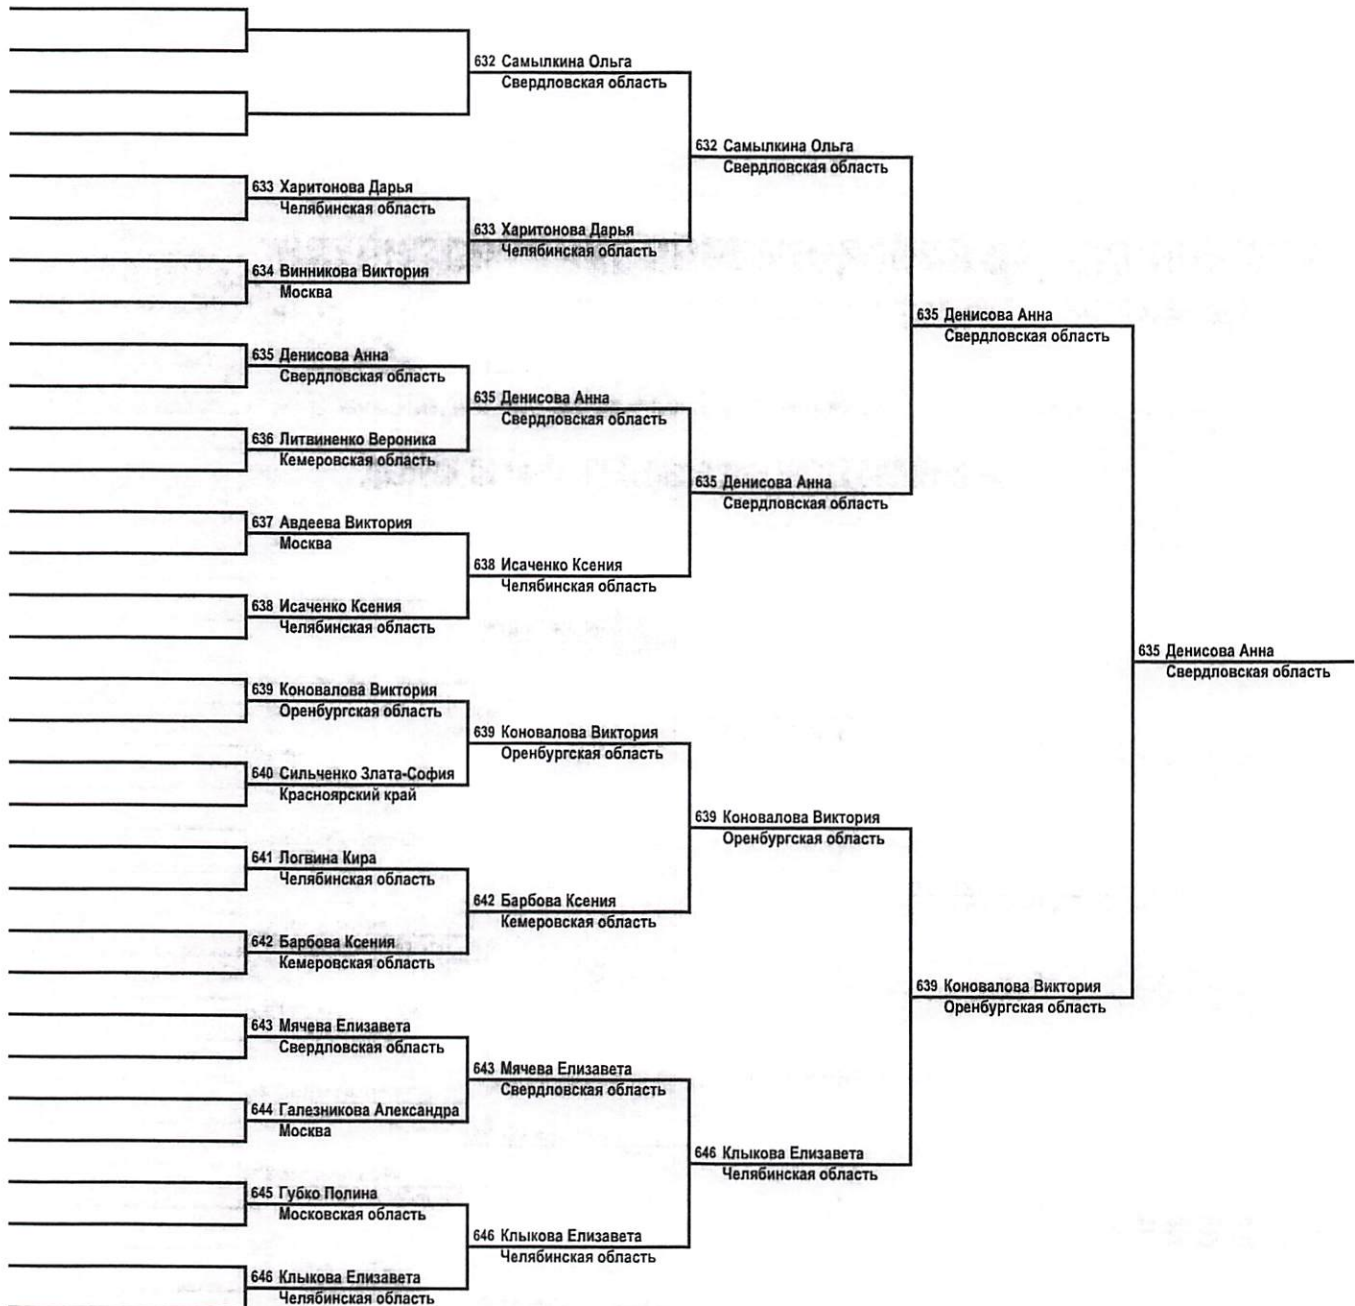 632 Самылкина Ольга
Свердловская область
632 Самылкина Ольга
Свердловская область
633 Харитонова Дарья
Челябинская область
633 Харитонова Дарья
Челябинская область
634 Винникова Виктория
Москва
635 Денисова Анна
Свердловская область
635 Денисова Анна
Свердловская область
635 Денисова Анна
Свердловская область
636 Литвиненко Вероника
Кемеровская область
635 Денисова Анна
Свердловская область
637 Авдеева Виктория
Москва
638 Исаченко Ксения
Челябинская область
638 Исаченко Ксения
Челябинская область
635 Денисова Анна
Свердловская область
639 Коновалова Виктория
Оренбургская область
639 Коновалова Виктория
Оренбургская область
640 Сильченко Злата-София
Красноярский край
639 Коновалова Виктория
Оренбургская область
641 Логвина Кира
Челябинская область
642 Барбова Ксения
Кемеровская область
642 Барбова Ксения
Кемеровская область
639 Коновалова Виктория
Оренбургская область
643 Мячева Елизавета
Свердловская область
643 Мячева Елизавета
Свердловская область
644 Галезникова Александра
Москва
646 Клыкова Елизавета
Челябинская область
645 Губко Полина
Московская область
646 Клыкова Елизавета
Челябинская область
646 Клыкова Елизавета
Челябинская область